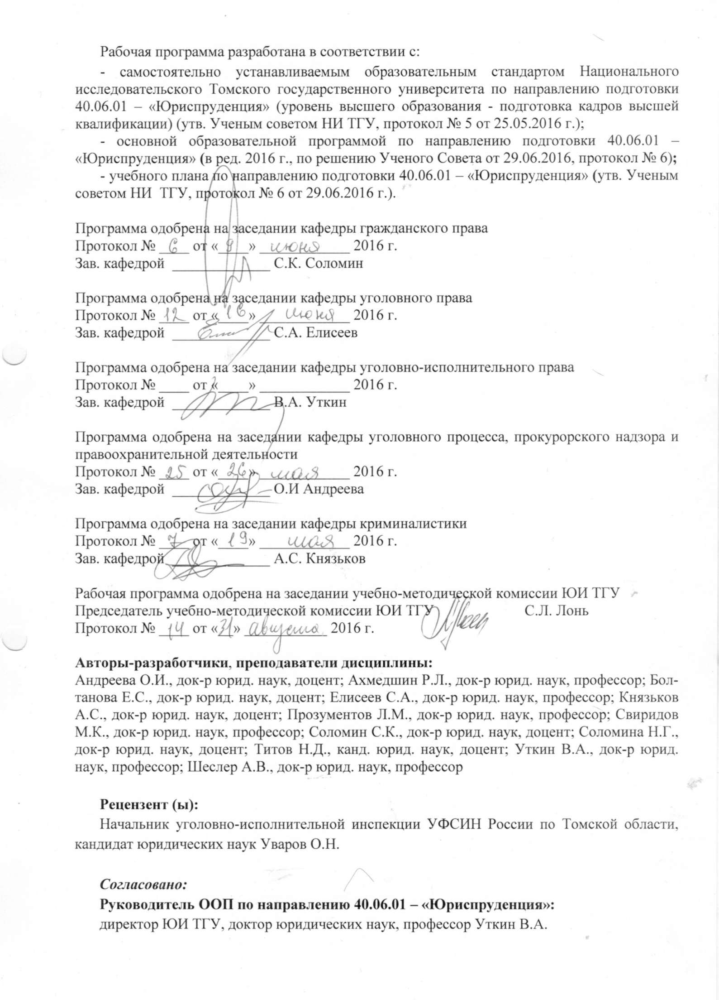 Рабочая программа разработана в соответствии с:
- самостоятельно устанавливаемым образовательным стандартом Национального
исследовательского Томского государственного университета по направлению подготовки
40.06.01 – «Юриспруденция» (уровень высшего образования - подготовка кадров высшей
квалификации) (утв. Ученым советом НИ ТГУ, протокол № 5 от 25.05.2016 г.);
- основной образовательной программой по направлению подготовки 40.06.01 –
«Юриспруденция» (в ред. 2016 г., по решению Ученого Совета от 29.06.2016, протокол № 6);
- учебного плана по направлению подготовки 40.06.01 – «Юриспруденция» (утв. Ученым
советом НИ ТГУ, протокол № 6 от 29.06.2016 г.).
Программа одобрена на заседании кафедры гражданского права
Протокол № 6 от «9» июня 2016 г.
Зав. кафедрой ____________ С.К. Соломин
Программа одобрена на заседании кафедры уголовного права
Протокол № 12 от «16» июня 2016 г.
Зав. кафедрой ____________ С.А. Елисеев
Программа одобрена на заседании кафедры уголовно-исполнительного права
Протокол № ____ от «____» ____________ 2016 г.
Зав. кафедрой ____________ В.А. Уткин
Программа одобрена на заседании кафедры уголовного процесса, прокурорского надзора и
правоохранительной деятельности
Протокол № 25 от «26» мая 2016 г.
Зав. кафедрой ____________ О.И Андреева
Программа одобрена на заседании кафедры криминалистики
Протокол № 7 от «19» мая 2016 г.
Зав. кафедрой ____________ А.С. Князьков
Рабочая программа одобрена на заседании учебно-методической комиссии ЮИ ТГУ
Председатель учебно-методической комиссии ЮИ ТГУ С.Л. Лонь
Протокол № 14 от «31» августа 2016 г.
Авторы-разработчики, преподаватели дисциплины:
Андреева О.И., док-р юрид. наук, доцент; Ахмедшин Р.Л., док-р юрид. наук, профессор; Бол-
танова Е.С., док-р юрид. наук, доцент; Елисеев С.А., док-р юрид. наук, профессор; Князьков
А.С., док-р юрид. наук, доцент; Прозументов Л.М., док-р юрид. наук, профессор; Свиридов
М.К., док-р юрид. наук, профессор; Соломин С.К., док-р юрид. наук, доцент; Соломина Н.Г.,
док-р юрид. наук, доцент; Титов Н.Д., канд. юрид. наук, доцент; Уткин В.А., док-р юрид.
наук, профессор; Шеслер А.В., док-р юрид. наук, профессор
Рецензент (ы):
Начальник уголовно-исполнительной инспекции УФСИН России по Томской области,
кандидат юридических наук Уваров О.Н.
Согласовано:
Руководитель ООП по направлению 40.06.01 – «Юриспруденция»:
директор ЮИ ТГУ, доктор юридических наук, профессор Уткин В.А.